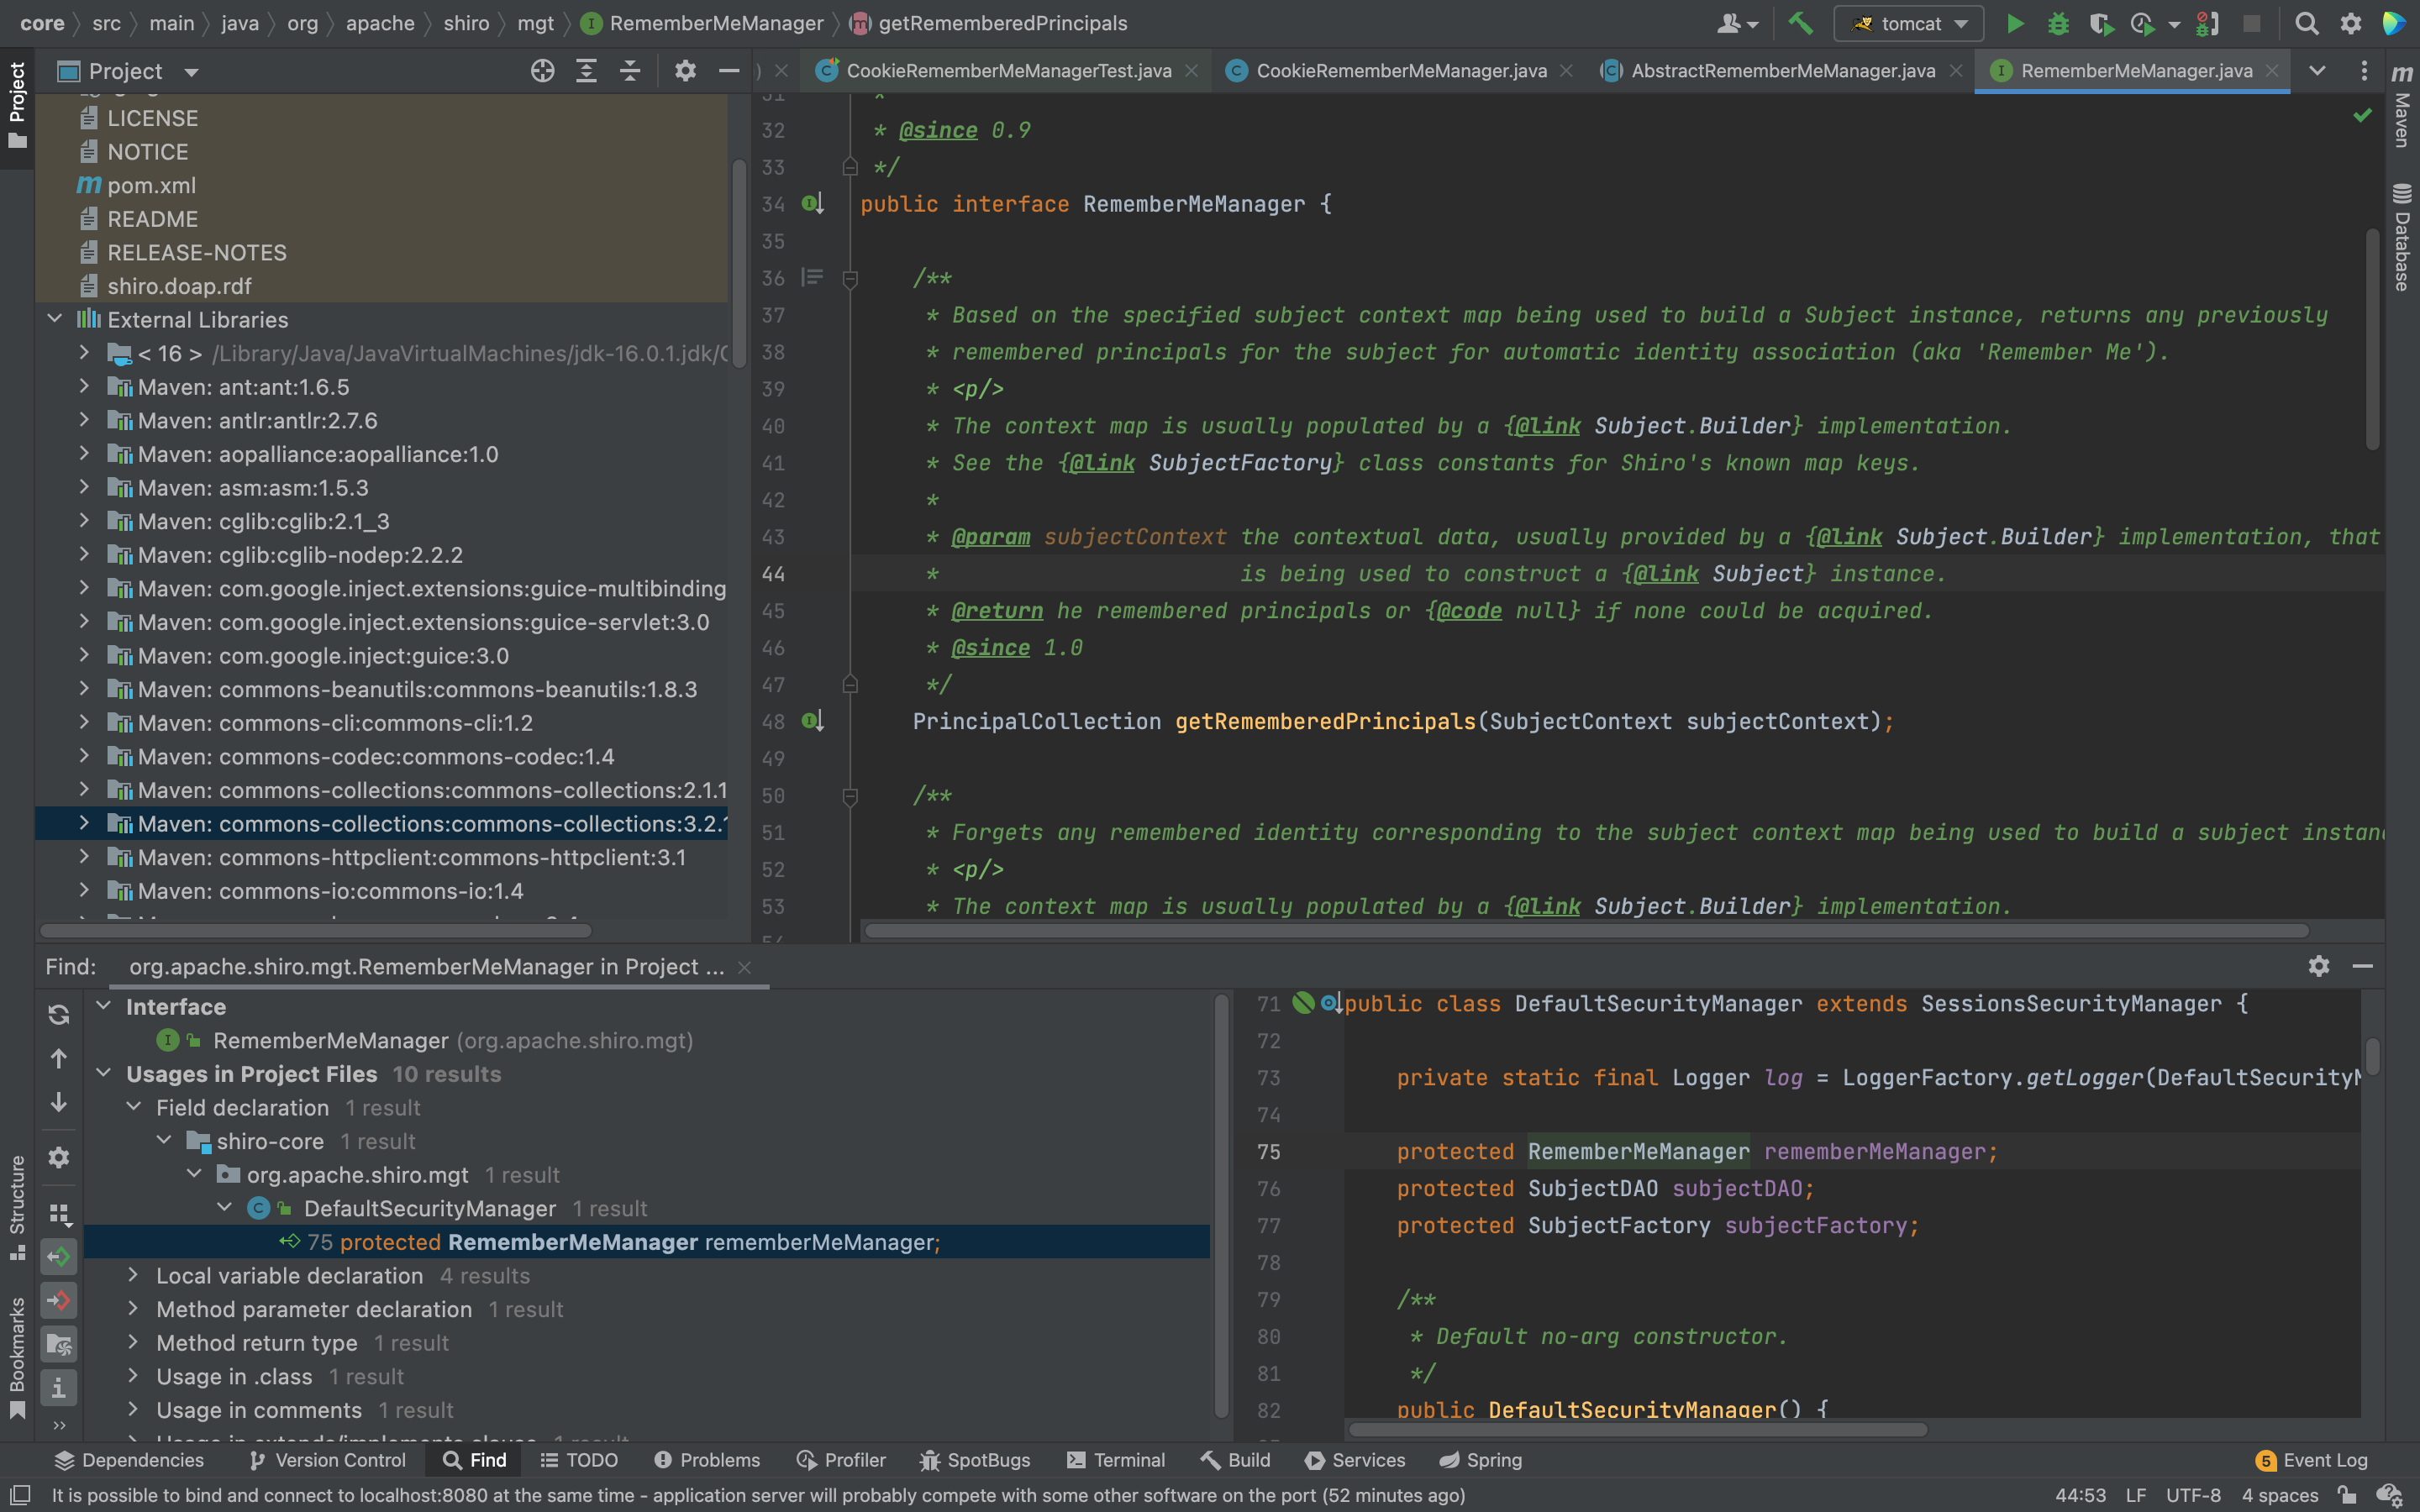 core src main java org apache shiro mgt RememberMeManager getRememberedPrincipals tomcat
Project
CookieRememberMeManagerTest.java CookieRememberMeManager.java AbstractRememberMeManager.java RememberMeManager.java
Project
Structure
Bookmarks
Maven
Database
LICENSE
NOTICE
pom.xml
README
RELEASE-NOTES
shiro.doap.rdf
External Libraries
< 16 > /Library/Java/JavaVirtualMachines/jdk-16.0.1.jdk/
Maven: ant:ant:1.6.5
Maven: antlr:antlr:2.7.6
Maven: aopalliance:aopalliance:1.0
Maven: asm:asm:1.5.3
Maven: cglib:cglib:2.1_3
Maven: cglib:cglib-nodep:2.2.2
Maven: com.google.inject.extensions:guice-multibinding
Maven: com.google.inject.extensions:guice-servlet:3.0
Maven: com.google.inject:guice:3.0
Maven: commons-beanutils:commons-beanutils:1.8.3
Maven: commons-cli:commons-cli:1.2
Maven: commons-codec:commons-codec:1.4
Maven: commons-collections:commons-collections:2.1.1
Maven: commons-collections:commons-collections:3.2.1
Maven: commons-httpclient:commons-httpclient:3.1
Maven: commons-io:commons-io:1.4
31 *
32 * @since 0.9
33 */
34 public interface RememberMeManager {
35
36 /**
37 * Based on the specified subject context map being used to build a Subject instance, returns any previously
38 * remembered principals for the subject for automatic identity association (aka 'Remember Me').
39 * <p/>
40 * The context map is usually populated by a {@link Subject.Builder} implementation.
41 * See the {@link SubjectFactory} class constants for Shiro's known map keys.
42 *
43 * @param subjectContext the contextual data, usually provided by a {@link Subject.Builder} implementation, that
44 * is being used to construct a {@link Subject} instance.
45 * @return he remembered principals or {@code null} if none could be acquired.
46 * @since 1.0
47 */
48 PrincipalCollection getRememberedPrincipals(SubjectContext subjectContext);
49
50 /**
51 * Forgets any remembered identity corresponding to the subject context map being used to build a subject instan
52 * <p/>
53 * The context map is usually populated by a {@link Subject.Builder} implementation.
Find: org.apache.shiro.mgt.RememberMeManager in Project ...
Interface
RememberMeManager (org.apache.shiro.mgt)
Usages in Project Files 10 results
Field declaration 1 result
shiro-core 1 result
org.apache.shiro.mgt 1 result
DefaultSecurityManager 1 result
75 protected RememberMeManager rememberMeManager;
Local variable declaration 4 results
Method parameter declaration 1 result
Method return type 1 result
Usage in .class 1 result
Usage in comments 1 result
Usage in extends/implements clause 1 result
71 public class DefaultSecurityManager extends SessionsSecurityManager {
72
73 private static final Logger log = LoggerFactory.getLogger(DefaultSecurityM
74
75 protected RememberMeManager rememberMeManager;
76 protected SubjectDAO subjectDAO;
77 protected SubjectFactory subjectFactory;
78
79 /**
80 * Default no-arg constructor.
81 */
82 public DefaultSecurityManager() {
Dependencies Version Control Find TODO Problems Profiler SpotBugs Terminal Build Services Spring 5 Event Log
It is possible to bind and connect to localhost:8080 at the same time - application server will probably compete with some other software on the port (52 minutes ago) 44:53 LF UTF-8 4 spaces